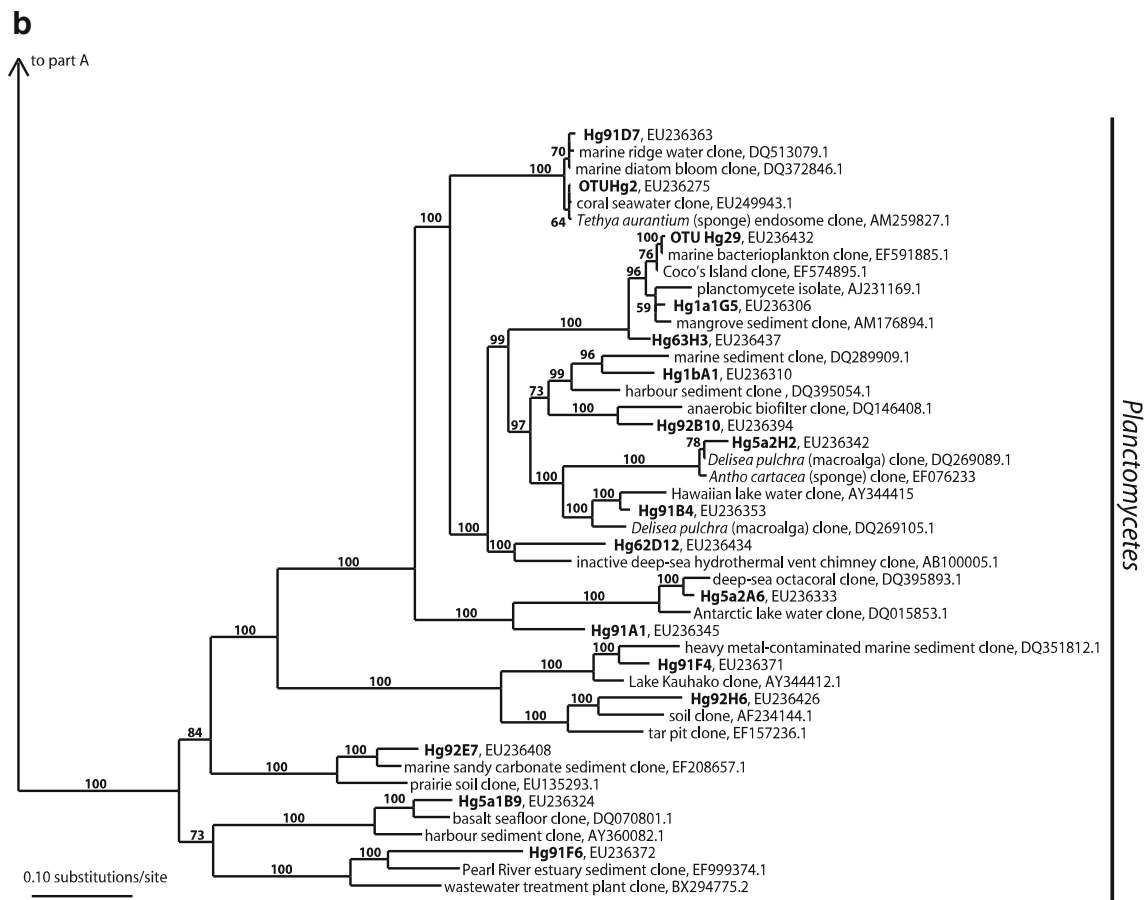 b
to part A
Hg91D7, EU236363
70
marine ridge water clone, DQ513079.1
100
marine diatom bloom clone, DQ372846.1
OTUHg2, EU236275
coral seawater clone, EU249943.1
64
Tethya aurantium (sponge) endosome clone, AM259827.1
100
100
OTU Hg29, EU236432
76
marine bacterioplankton clone, EF591885.1
96
Coco's Island clone, EF574895.1
planctomycete isolate, AJ231169.1
59
Hg1a1G5, EU236306
100
mangrove sediment clone, AM176894.1
99
Hg63H3, EU236437
96
marine sediment clone, DQ289909.1
99
Hg1bA1, EU236310
73
harbour sediment clone , DQ395054.1
100
anaerobic biofilter clone, DQ146408.1
97
Hg92B10, EU236394
78
Hg5a2H2, EU236342
100
Delisea pulchra (macroalga) clone, DQ269089.1
100
Antho cartacea (sponge) clone, EF076233
100
Hawaiian lake water clone, AY344415
100
Hg91B4, EU236353
100
Delisea pulchra (macroalga) clone, DQ269105.1
100
Hg62D12, EU236434
100
inactive deep-sea hydrothermal vent chimney clone, AB100005.1
100
deep-sea octacoral clone, DQ395893.1
100
Hg5a2A6, EU236333
100
Antarctic lake water clone, DQ015853.1
100
Hg91A1, EU236345
100
heavy metal-contaminated marine sediment clone, DQ351812.1
100
Hg91F4, EU236371
100
Lake Kauhako clone, AY344412.1
100
Hg92H6, EU236426
100
soil clone, AF234144.1
84
tar pit clone, EF157236.1
100
Hg92E7, EU236408
100
marine sandy carbonate sediment clone, EF208657.1
100
prairie soil clone, EU135293.1
100
Hg5a1B9, EU236324
100
basalt seafloor clone, DQ070801.1
73
harbour sediment clone, AY360082.1
100
Hg91F6, EU236372
100
Pearl River estuary sediment clone, EF999374.1
0.10 substitutions/site
wastewater treatment plant clone, BX294775.2
Planctomycetes